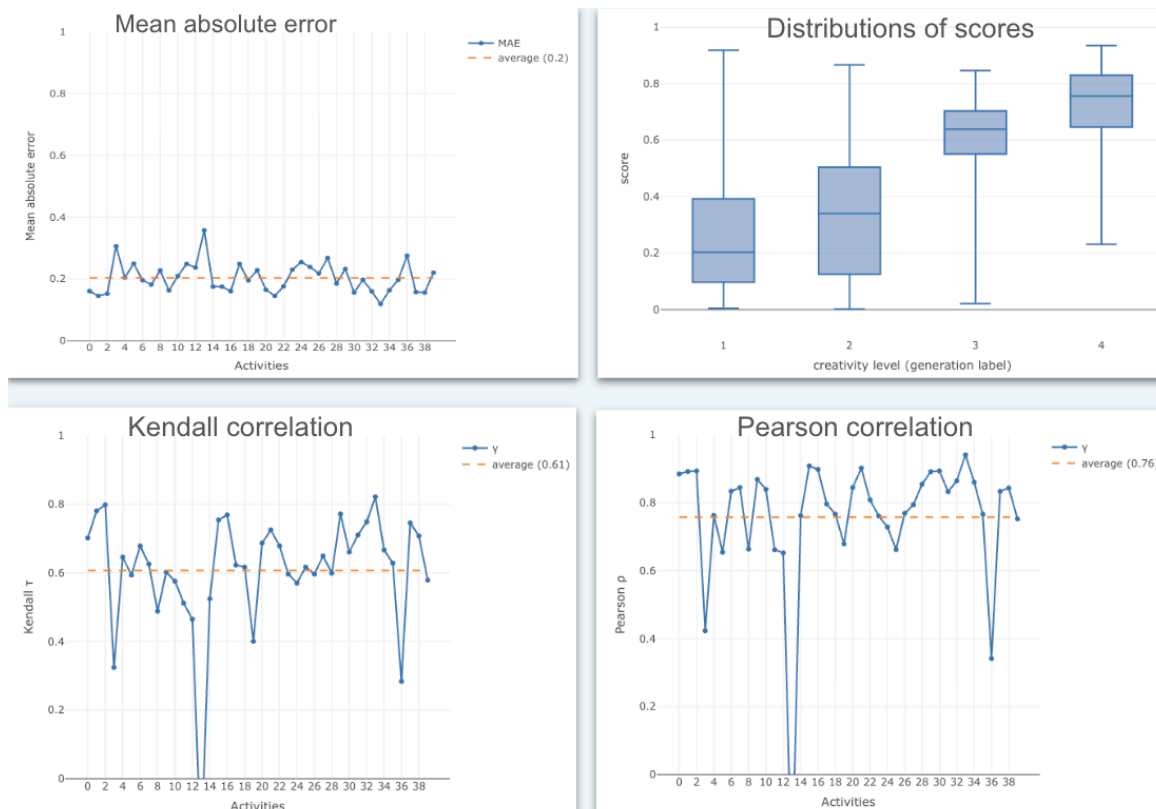 Mean absolute error
1
0.8
0.6
0.4
0.2
0
Mean absolute error
0 2 4 6 8 10 12 14 16 18 20 22 24 26 28 30 32 34 36 38
Activities
MAE
average (0.2)
Distributions of scores
1
0.8
0.6
0.4
0.2
0
score
1 2 3 4
creativity level (generation label)
Kendall correlation
1
0.8
0.6
0.4
0.2
0
Kendall τ
0 2 4 6 8 10 12 14 16 18 20 22 24 26 28 30 32 34 36 38
Activities
γ
average (0.61)
Pearson correlation
1
0.8
0.6
0.4
0.2
0
Pearson ρ
0 2 4 6 8 10 12 14 16 18 20 22 24 26 28 30 32 34 36 38
Activities
γ
average (0.76)